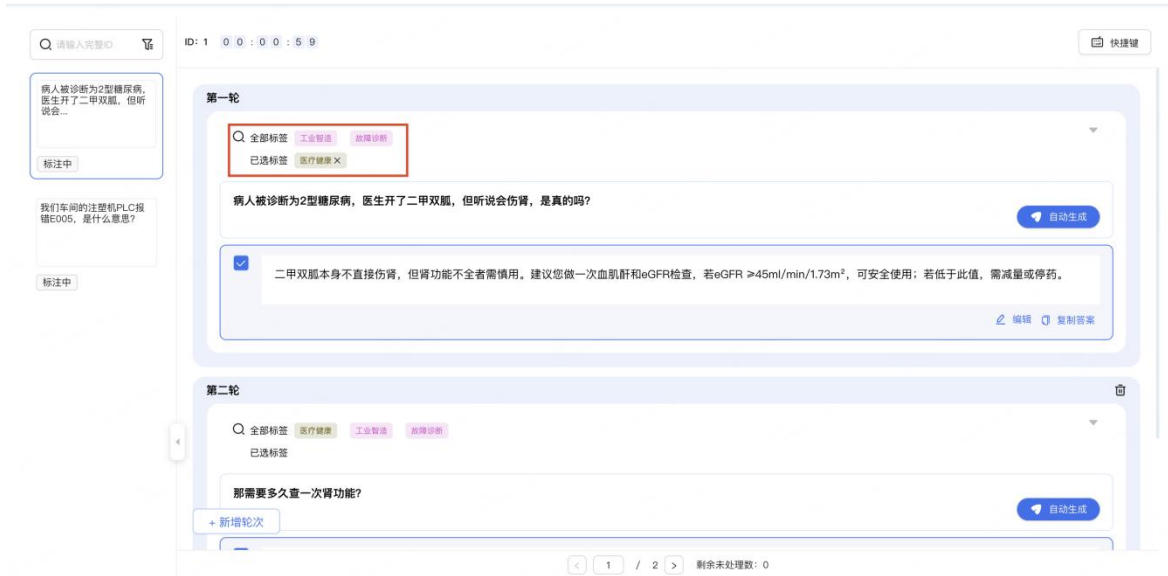 请输入完整ID
ID: 1 00:00:59
快捷键
病人被诊断为2型糖尿病,
医生开了二甲双胍，但听
说会...
标注中
我们车间的注塑机PLC报
错E005，是什么意思?
标注中
第一轮
全部标签 工业智造 故障诊断
已选标签 医疗健康 ×
病人被诊断为2型糖尿病，医生开了二甲双胍，但听说会伤肾，是真的吗?
自动生成
二甲双胍本身不直接伤肾，但肾功能不全者需慎用。建议您做一次血肌酐和eGFR检查，若eGFR ≥45ml/min/1.73m²，可安全使用；若低于此值，需减量或停药。
编辑 复制答案
第二轮
全部标签 医疗健康 工业智造 故障诊断
已选标签
那需要多久查一次肾功能?
自动生成
+ 新增轮次
< 1 / 2 > 剩余未处理数: 0